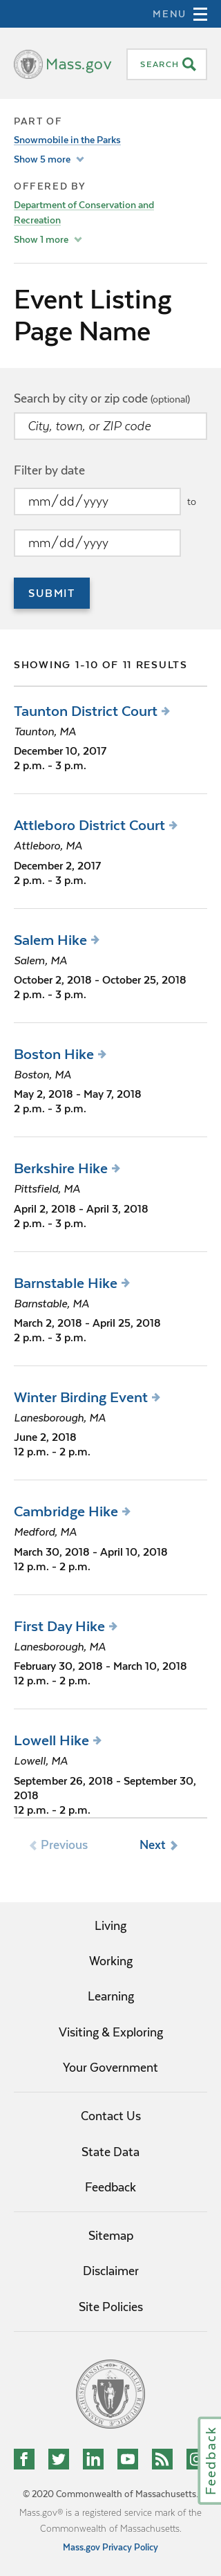 MENU
Mass.gov
SEARCH
PART OF
Snowmobile in the Parks
Show 5 more
OFFERED BY
Department of Conservation and
Recreation
Show 1 more
Event Listing
Page Name
Search by city or zip code (optional)
City, town, or ZIP code
Filter by date
mm/dd/yyyy to
mm/dd/yyyy
SUBMIT
SHOWING 1-10 OF 11 RESULTS
Taunton District Court
Taunton, MA
December 10, 2017
2 p.m. - 3 p.m.
Attleboro District Court
Attleboro, MA
December 2, 2017
2 p.m. - 3 p.m.
Salem Hike
Salem, MA
October 2, 2018 - October 25, 2018
2 p.m. - 3 p.m.
Boston Hike
Boston, MA
May 2, 2018 - May 7, 2018
2 p.m. - 3 p.m.
Berkshire Hike
Pittsfield, MA
April 2, 2018 - April 3, 2018
2 p.m. - 3 p.m.
Barnstable Hike
Barnstable, MA
March 2, 2018 - April 25, 2018
2 p.m. - 3 p.m.
Winter Birding Event
Lanesborough, MA
June 2, 2018
12 p.m. - 2 p.m.
Cambridge Hike
Medford, MA
March 30, 2018 - April 10, 2018
12 p.m. - 2 p.m.
First Day Hike
Lanesborough, MA
February 30, 2018 - March 10, 2018
12 p.m. - 2 p.m.
Lowell Hike
Lowell, MA
September 26, 2018 - September 30,
2018
12 p.m. - 2 p.m.
Previous Next
Living
Working
Learning
Visiting & Exploring
Your Government
Contact Us
State Data
Feedback
Sitemap
Disclaimer
Site Policies
Feedback
© 2020 Commonwealth of Massachusetts.
Mass.gov® is a registered service mark of the
Commonwealth of Massachusetts.
Mass.gov Privacy Policy